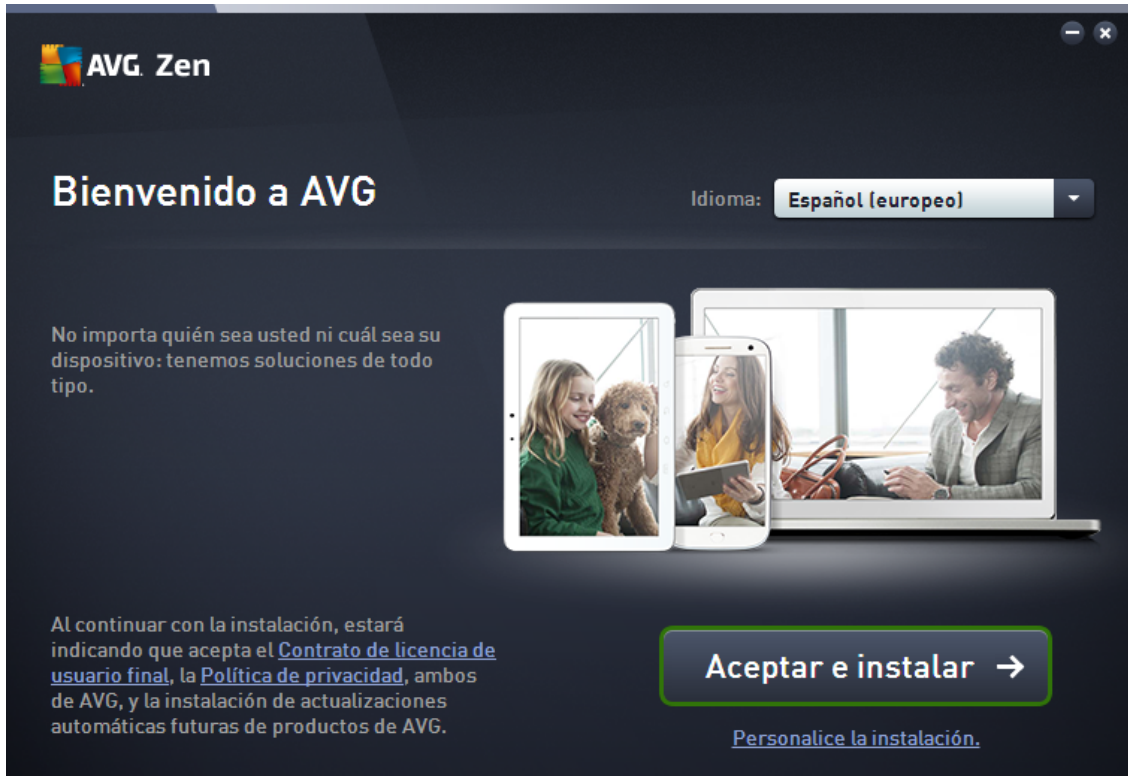 AVG. Zen
Bienvenido a AVG
Idioma:
Español (europeo)
No importa quién sea usted ni cuál sea su
dispositivo: tenemos soluciones de todo
tipo.
Al continuar con la instalación, estará
indicando que acepta el Contrato de licencia de
usuario final, la Política de privacidad, ambos
de AVG, y la instalación de actualizaciones
automáticas futuras de productos de AVG.
Aceptar e instalar →
Personalice la instalación.